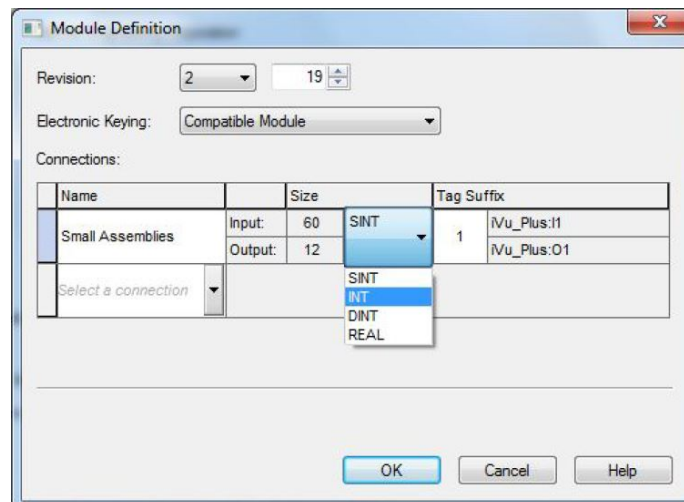 Module Definition
x
Revision: 2 19
Electronic Keying: Compatible Module
Connections:
Name Size Tag Suffix
Small Assemblies Input: 60 SINT 1 iVu_Plus:I1
Output: 12 iVu_Plus:O1
Select a connection
SINT
INT
DINT
REAL
OK Cancel Help